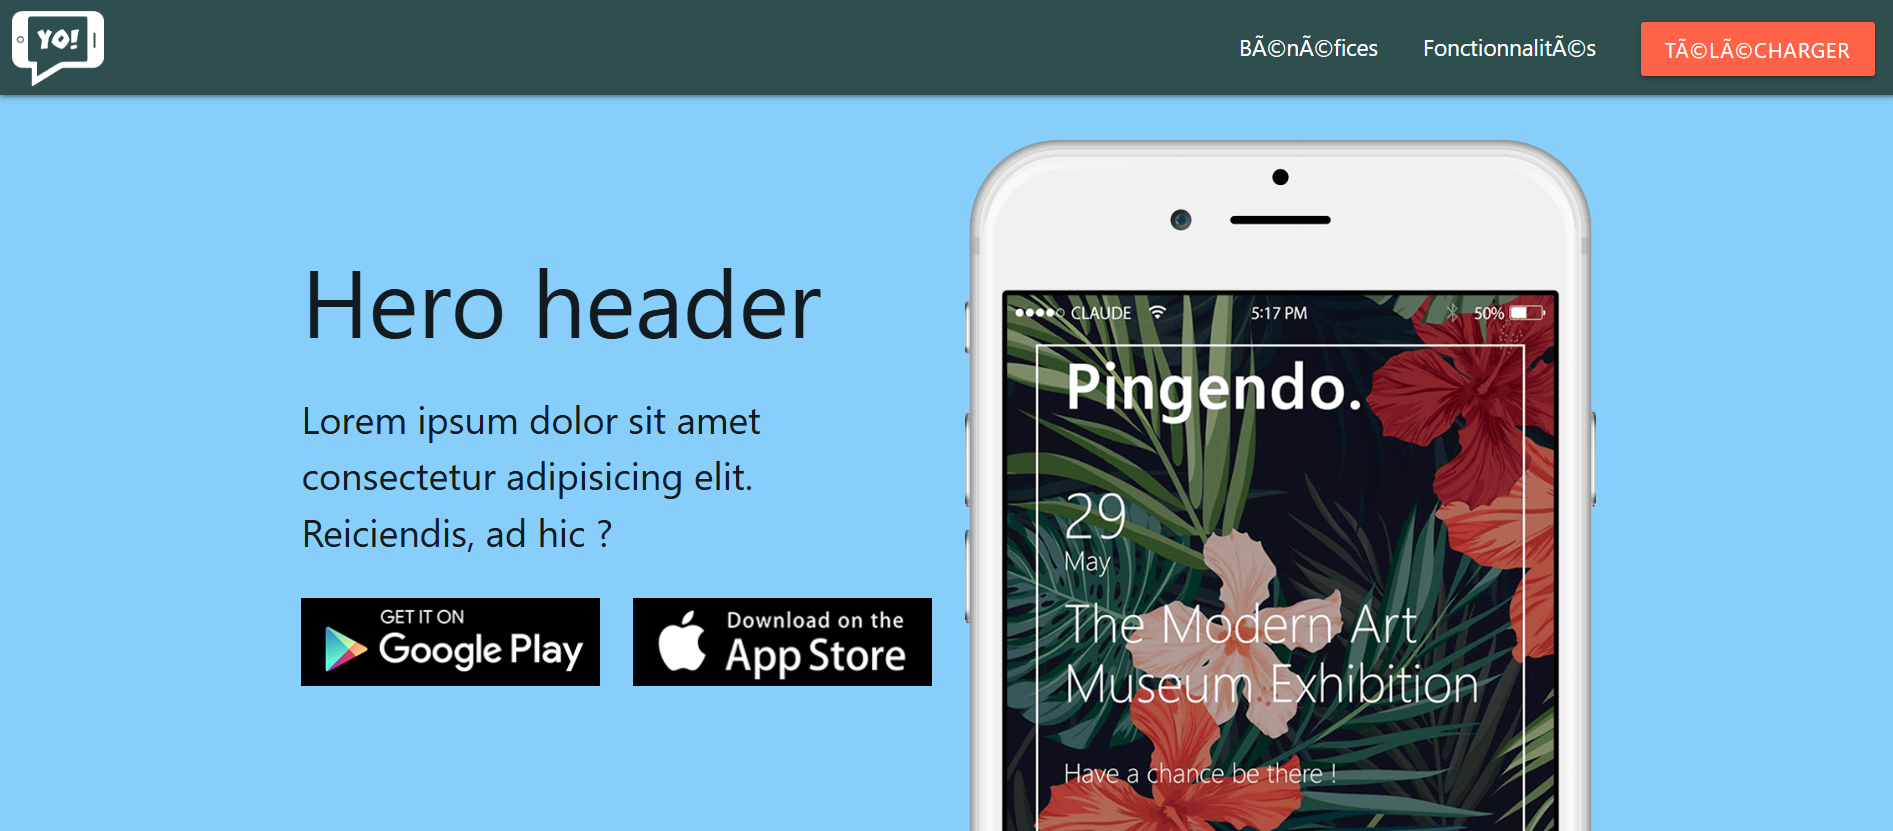 YO!
BÃ©nÃ©fices
FonctionnalitÃ©s
TÃ©LÃ©CHARGER
Hero header
Lorem ipsum dolor sit amet
consectetur adipisicing elit.
Reiciendis, ad hic ?
GET IT ON
Google Play
Download on the
App Store
CLAUDE
5:17 PM
50%
Pingendo.
29
May
The Modern Art
Museum Exhibition
Have a chance be there !